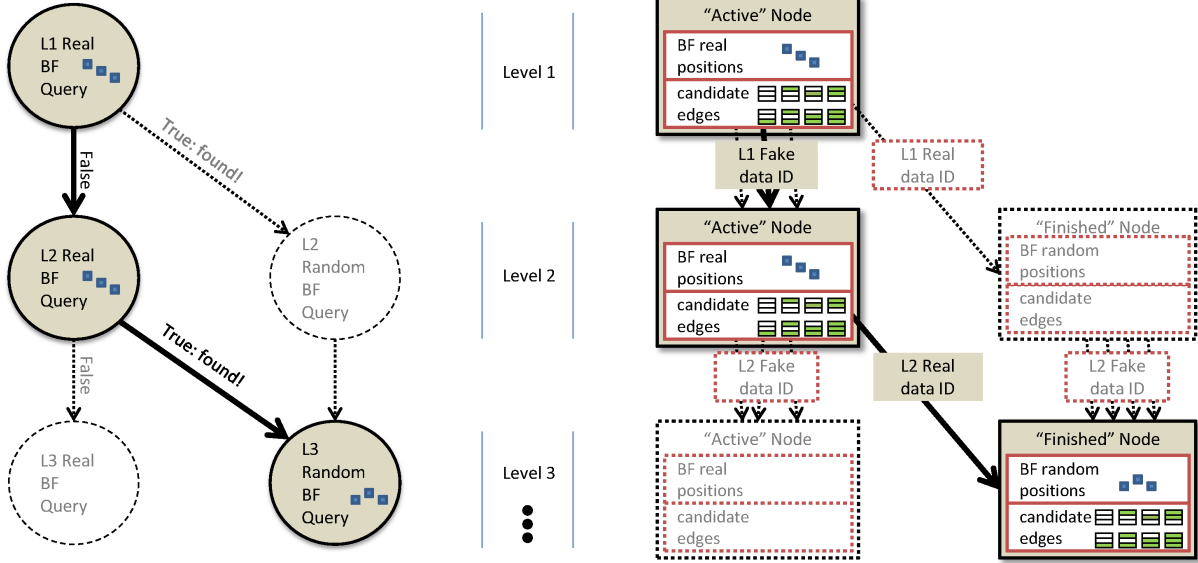 L1 Real
BF
Query
False
True: found!
L2 Real
BF
Query
L2
Random
BF
Query
False
True: found!
L3 Real
BF
Query
L3
Random
BF
Query
Level 1
Level 2
Level 3
“Active” Node
BF real
positions
candidate
edges
L1 Fake
data ID
L1 Real
data ID
“Active” Node
BF real
positions
candidate
edges
“Finished” Node
BF random
positions
candidate
edges
L2 Fake
data ID
L2 Real
data ID
L2 Fake
data ID
“Active” Node
BF real
positions
candidate
edges
“Finished” Node
BF random
positions
candidate
edges